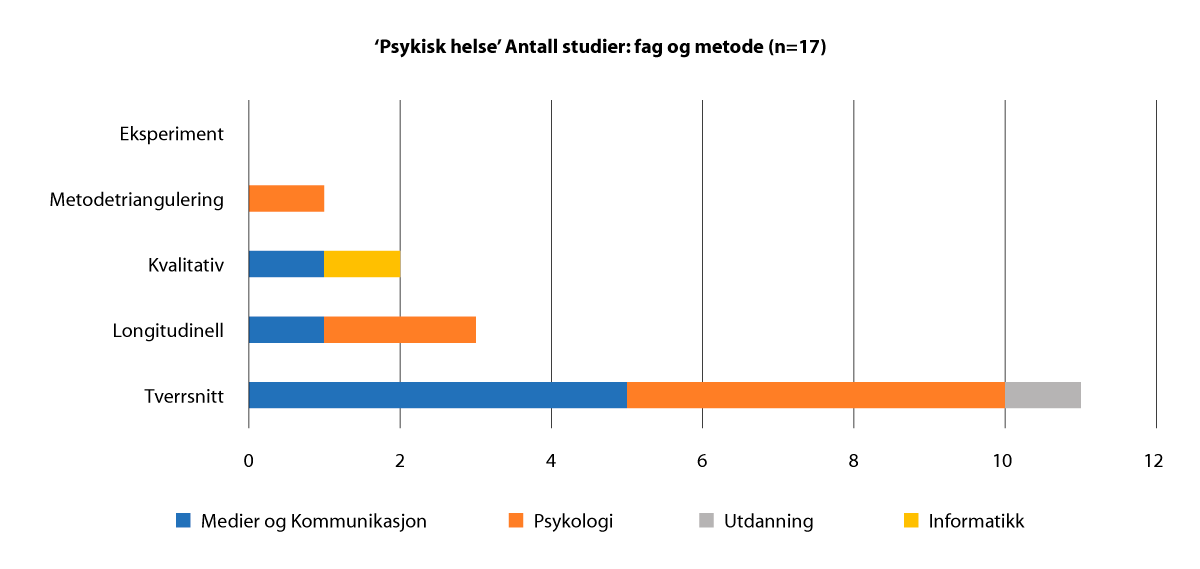 ‘Psykisk helse’ Antall studier: fag og metode (n=17)
Eksperiment
Metodetriangulering
Kvalitativ
Longitudinell
Tverrsnitt
0 2 4 6 8 10 12
Medier og Kommunikasjon Psykologi Utdanning Informatikk